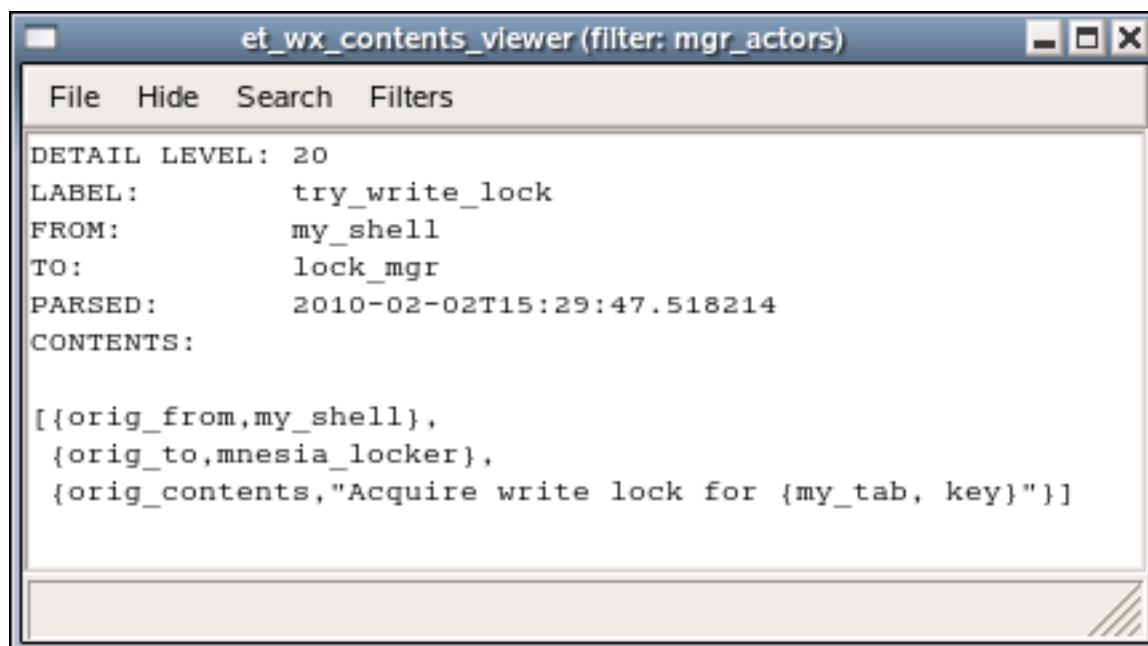 et_wx_contents_viewer (filter: mgr_actors)
File Hide Search Filters
DETAIL LEVEL: 20
LABEL: try_write_lock
FROM: my_shell
TO: lock_mgr
PARSED: 2010-02-02T15:29:47.518214
CONTENTS:
[{orig_from,my_shell},
{orig_to,mnesia_locker},
{orig_contents,"Acquire write lock for {my_tab, key}"}]